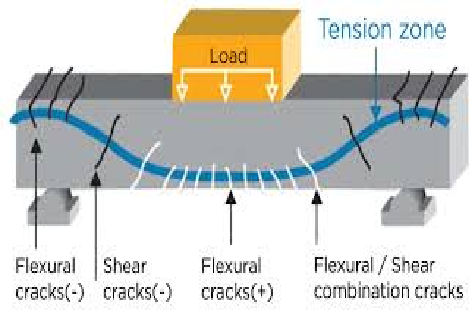 Tension zone
Load
Flexural
cracks(-)
Shear
cracks(-)
Flexural
cracks(+)
Flexural / Shear
combination cracks